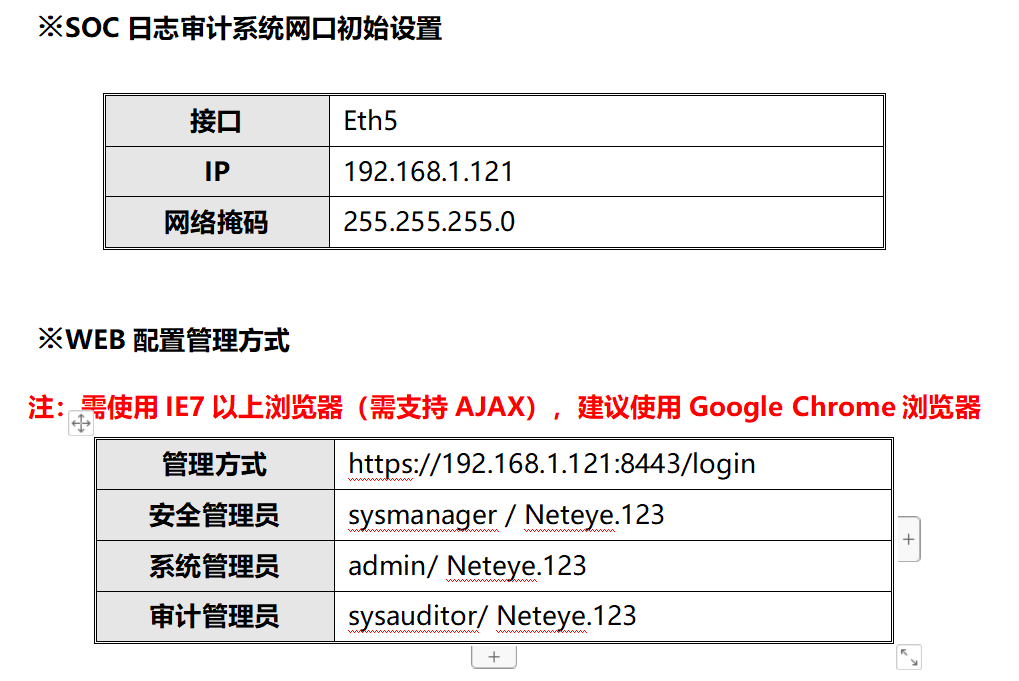 ※SOC 日志审计系统网口初始设置
接口 Eth5
IP 192.168.1.121
网络掩码 255.255.255.0
※WEB 配置管理方式
注：需使用 IE7 以上浏览器（需支持 AJAX），建议使用 Google Chrome 浏览器
管理方式 https://192.168.1.121:8443/login
安全管理员 sysmanager / Neteye.123
系统管理员 admin/ Neteye.123
审计管理员 sysauditor/ Neteye.123